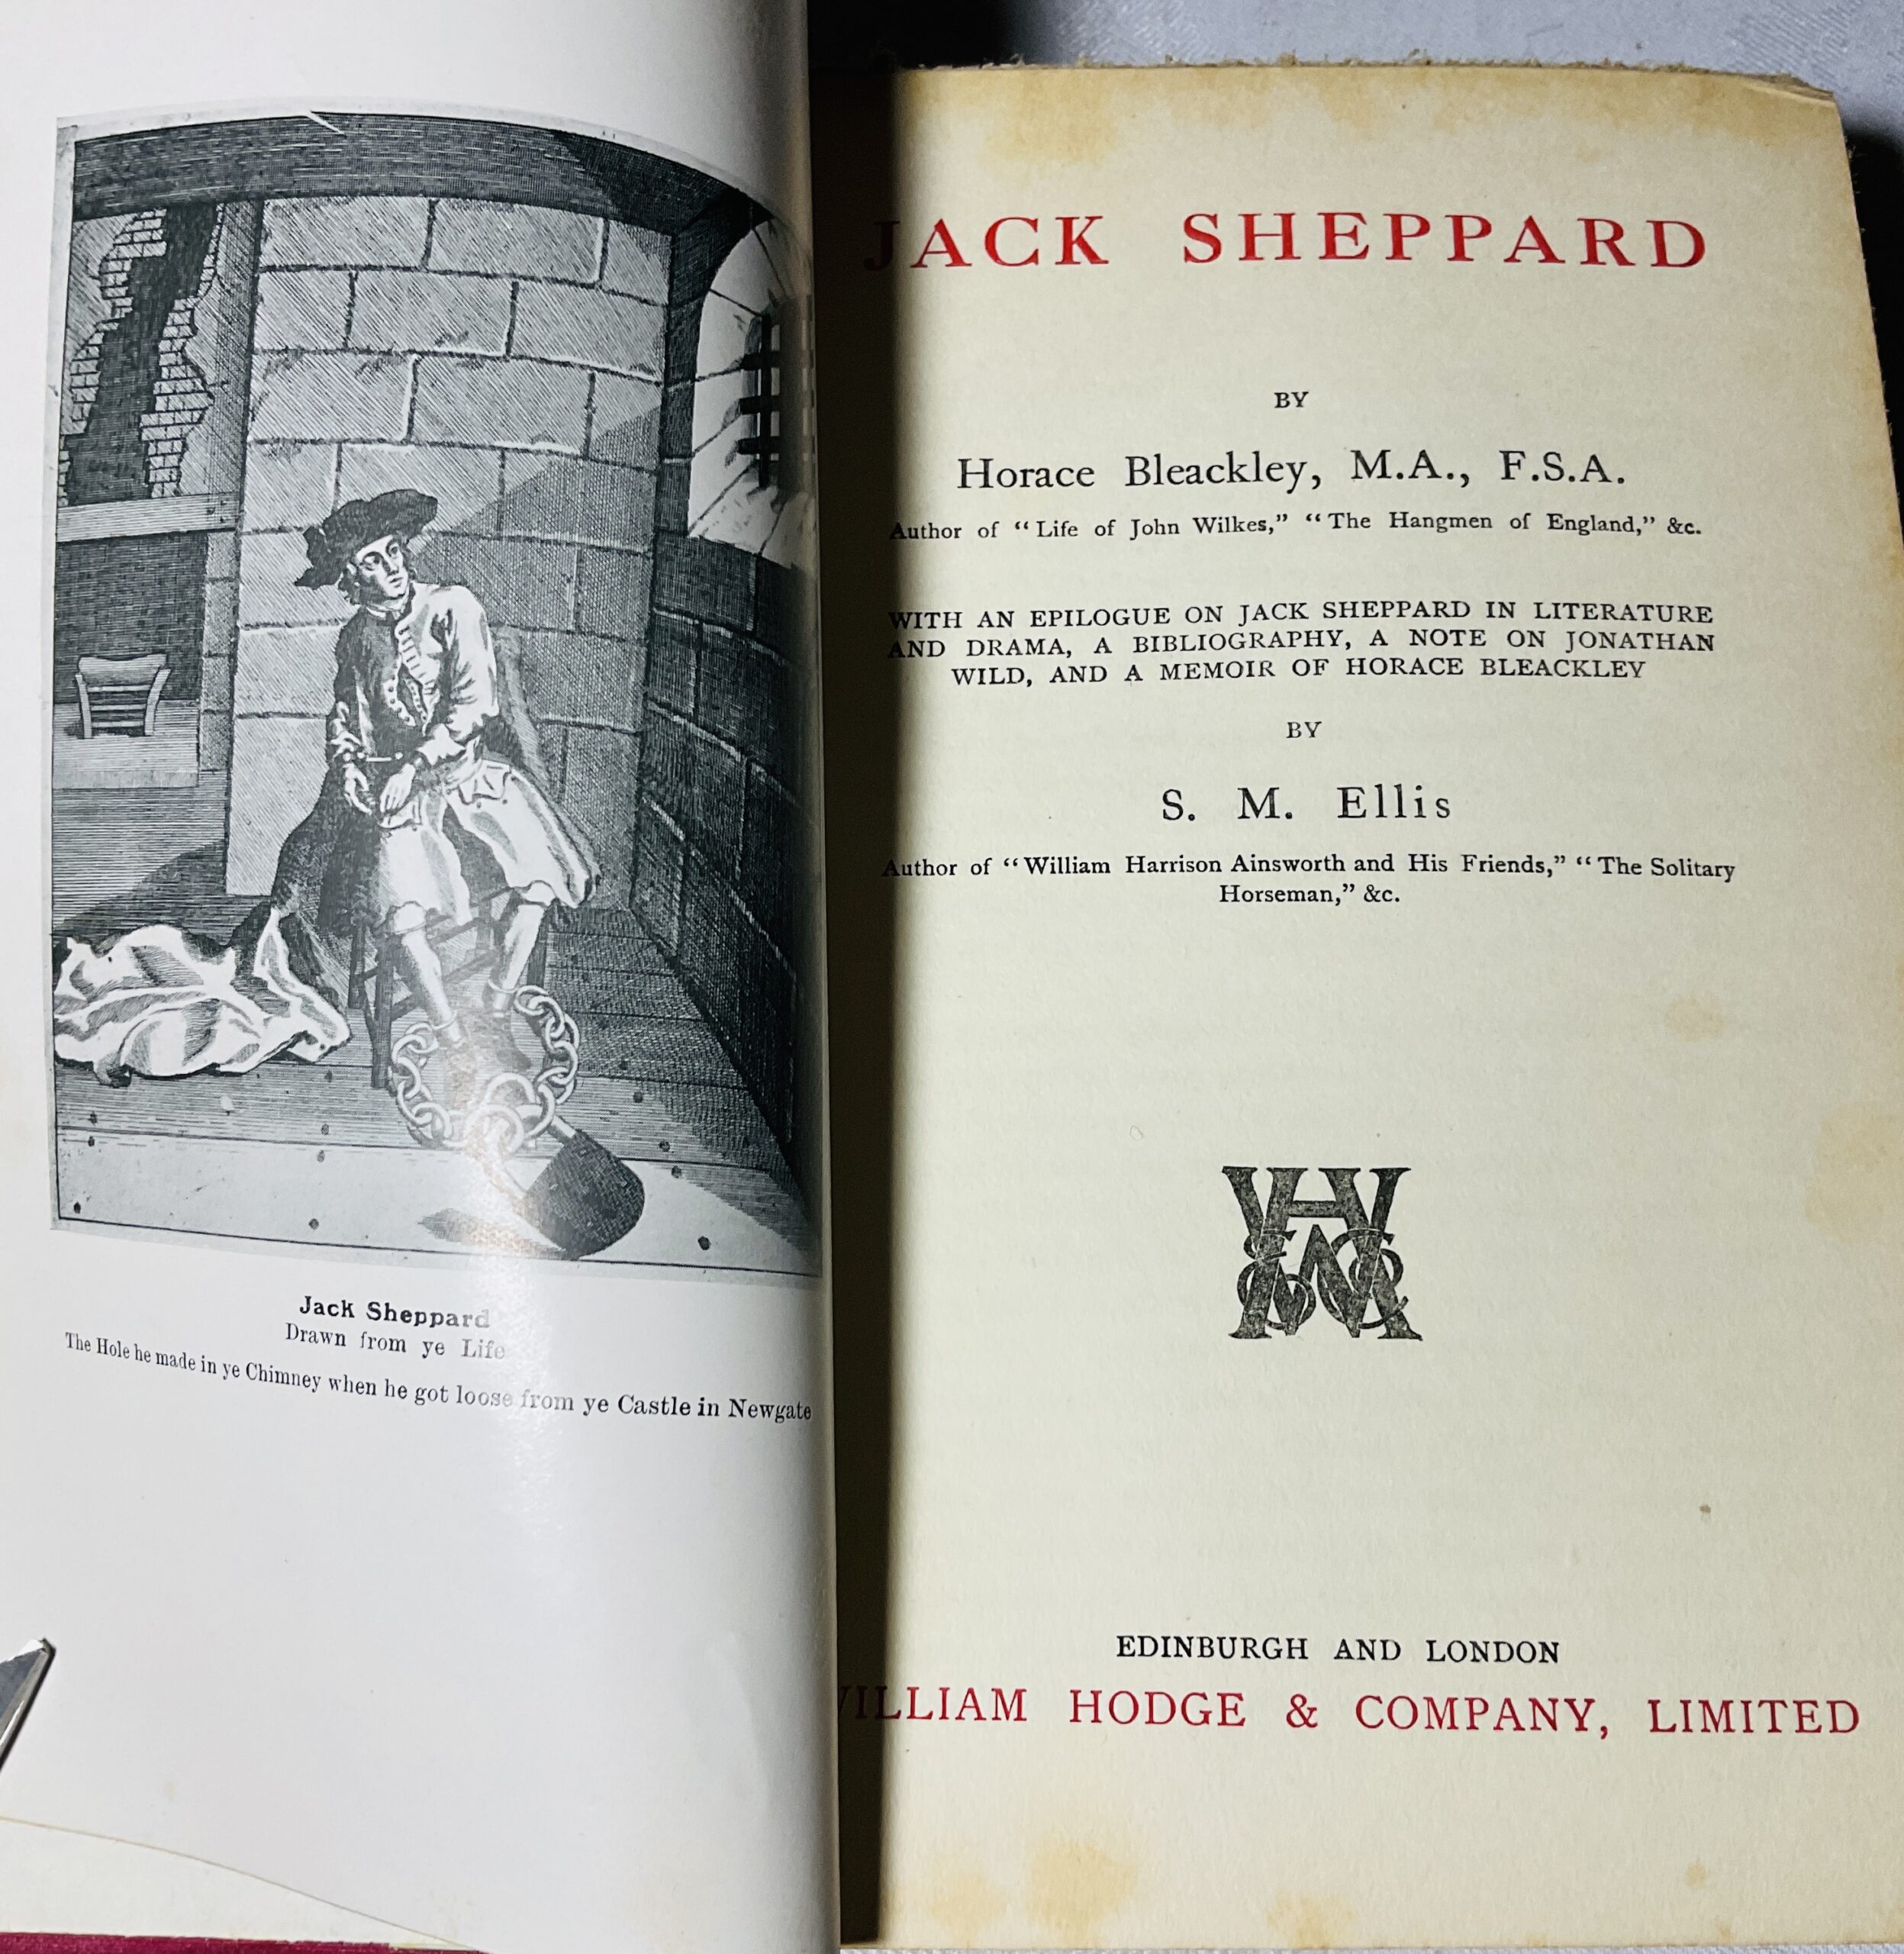 Jack Sheppard
Drawn from ye Life
The Hole he made in ye Chimney when he got loose from ye Castle in Newgate
JACK SHEPPARD
BY
Horace Bleackley, M.A., F.S.A.
Author of “Life of John Wilkes,” “The Hangmen of England,” &c.
WITH AN EPILOGUE ON JACK SHEPPARD IN LITERATURE
AND DRAMA, A BIBLIOGRAPHY, A NOTE ON JONATHAN
WILD, AND A MEMOIR OF HORACE BLEACKLEY
BY
S. M. Ellis
Author of “William Harrison Ainsworth and His Friends,” “The Solitary
Horseman,” &c.
EDINBURGH AND LONDON
WILLIAM HODGE & COMPANY, LIMITED